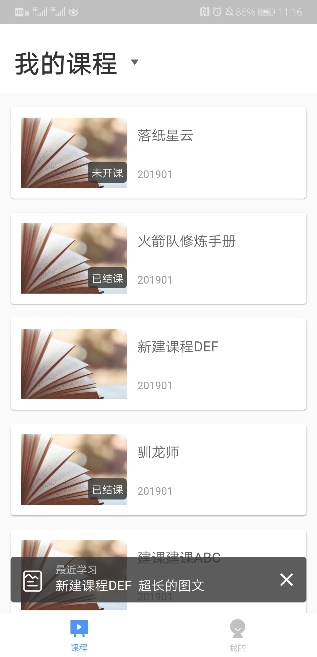 86% 11:16
我的课程
落纸星云
未开课
201901
火箭队修炼手册
已结课
201901
新建课程DEF
201901
驯龙师
已结课
201901
建课建课ABC
最近学习
新建课程DEF 超长的图文
课程
我的